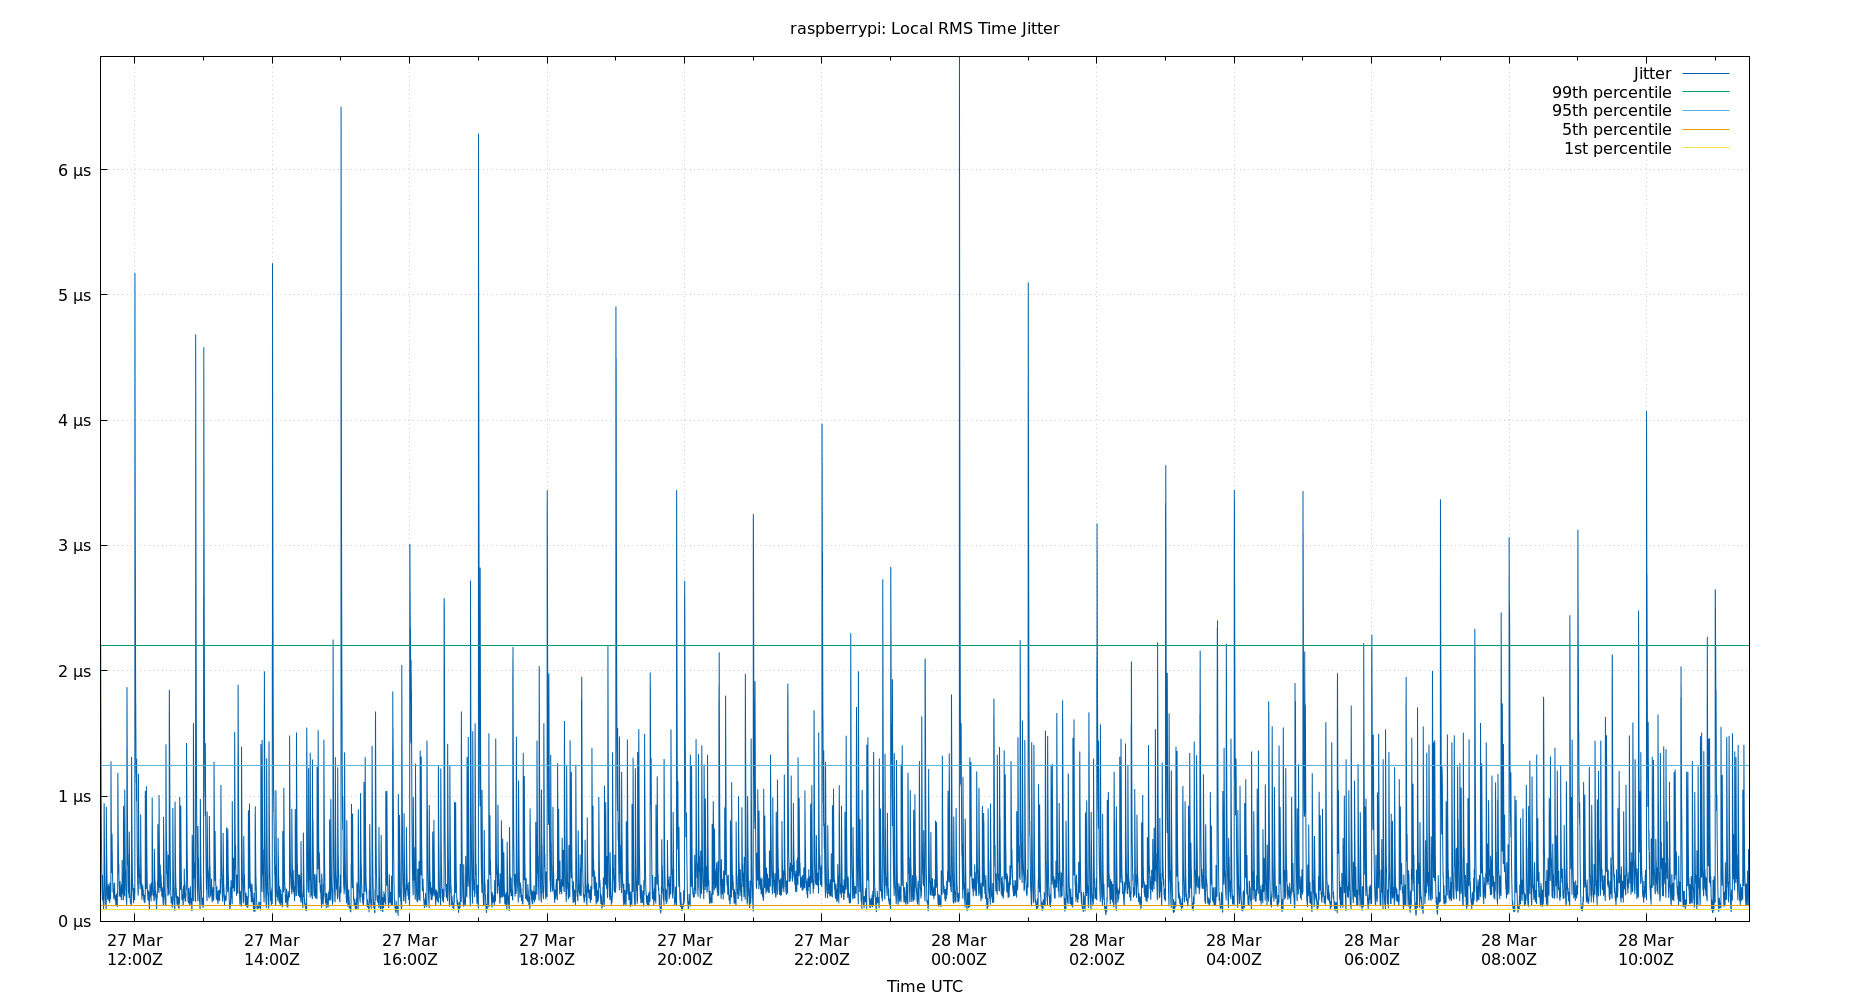 raspberrypi: Local RMS Time Jitter
Jitter
99th percentile
95th percentile
5th percentile
1st percentile
6 µs
5 µs
4 µs
3 µs
2 µs
1 µs
0 µs
27 Mar 27 Mar 27 Mar 27 Mar 27 Mar 27 Mar 28 Mar 28 Mar 28 Mar 28 Mar 28 Mar 28 Mar
12:00Z 14:00Z 16:00Z 18:00Z 20:00Z 22:00Z 00:00Z 02:00Z 04:00Z 06:00Z 08:00Z 10:00Z
Time UTC